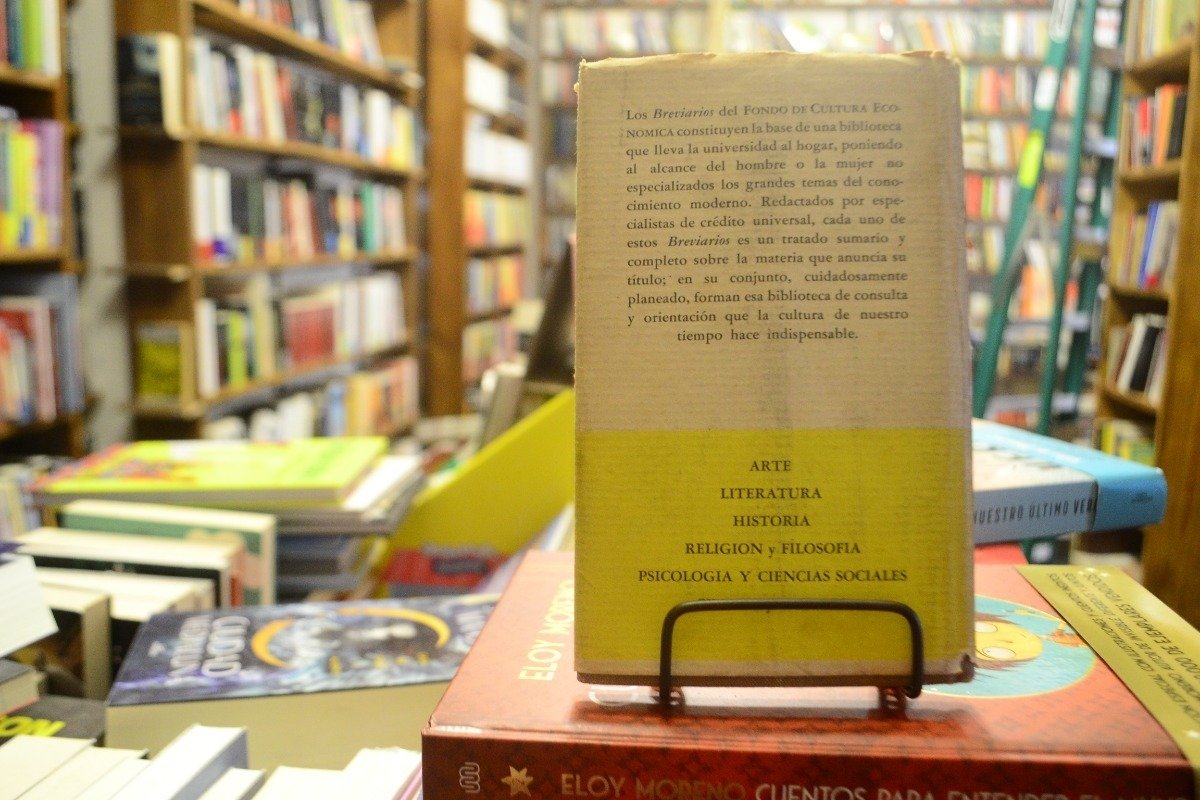 Los Breviarios del FONDO DE CULTURA ECO-
NOMICA constituyen la base de una biblioteca
que lleva la universidad al hogar, poniendo
al alcance del hombre o la mujer no
especializados los grandes temas del cono-
cimiento moderno. Redactados por espe-
cialistas de crédito universal, cada uno de
estos Breviarios es un tratado sumario y
completo sobre la materia que anuncia su
título; en su conjunto, cuidadosamente
planeado, forman esa biblioteca de consulta
y orientación que la cultura de nuestro
tiempo hace indispensable.
ARTE
LITERATURA
HISTORIA
RELIGION y FILOSOFIA
PSICOLOGIA Y CIENCIAS SOCIALES
NUESTRO ÚLTIMO
ELOY MORENO
CIUDAD
ELOY MORENO CUENTOS PARA ENTENDER